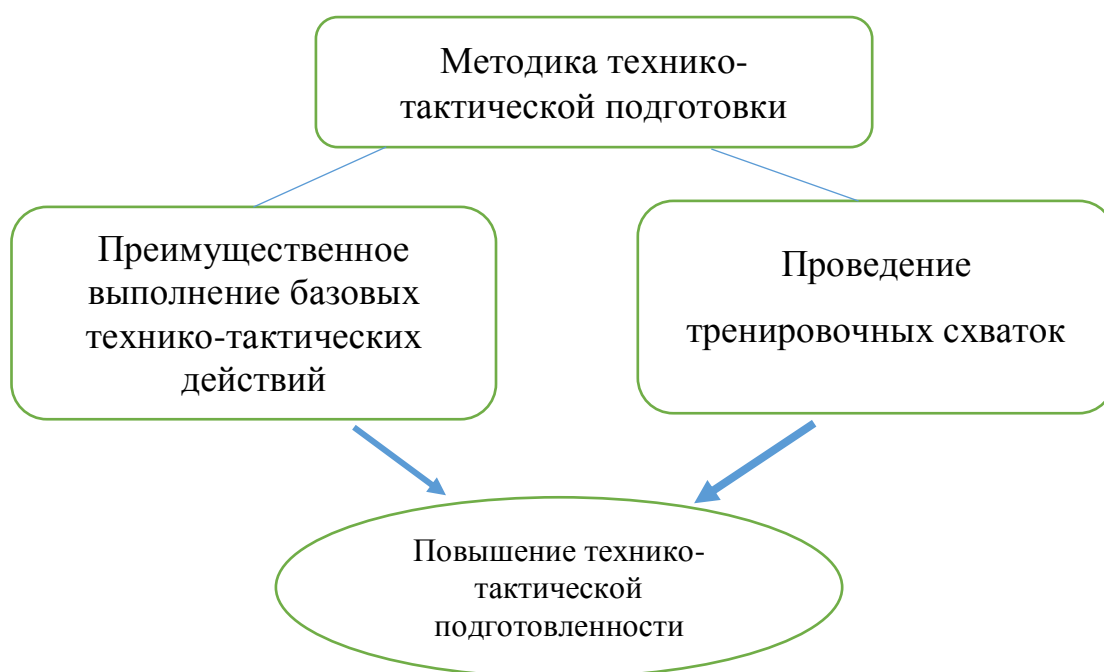 Методика технико-
тактической подготовки
Преимущественное
выполнение базовых
технико-тактических
действий
Проведение
тренировочных схваток
Повышение технико-
тактической
подготовленности